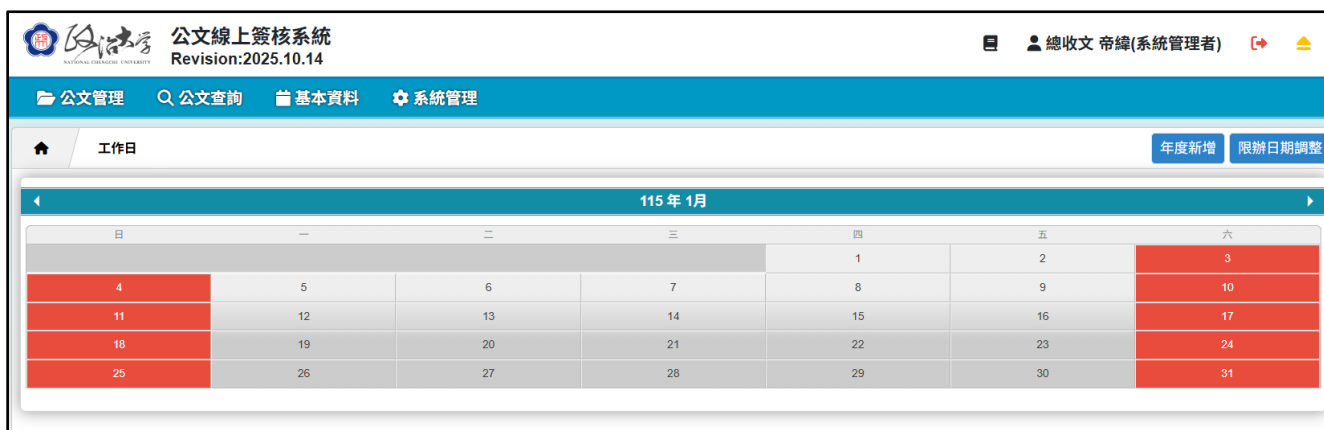 政治大学
NATIONAL CHENGCHI UNIVERSITY
公文線上簽核系統
Revision:2025.10.14
總收文 帝緯(系統管理者)
公文管理 公文查詢 基本資料 系統管理
工作日 年度新增 限辦日期調整
115 年 1月
日 一 二 三 四 五 六
1 2 3
4 5 6 7 8 9 10
11 12 13 14 15 16 17
18 19 20 21 22 23 24
25 26 27 28 29 30 31